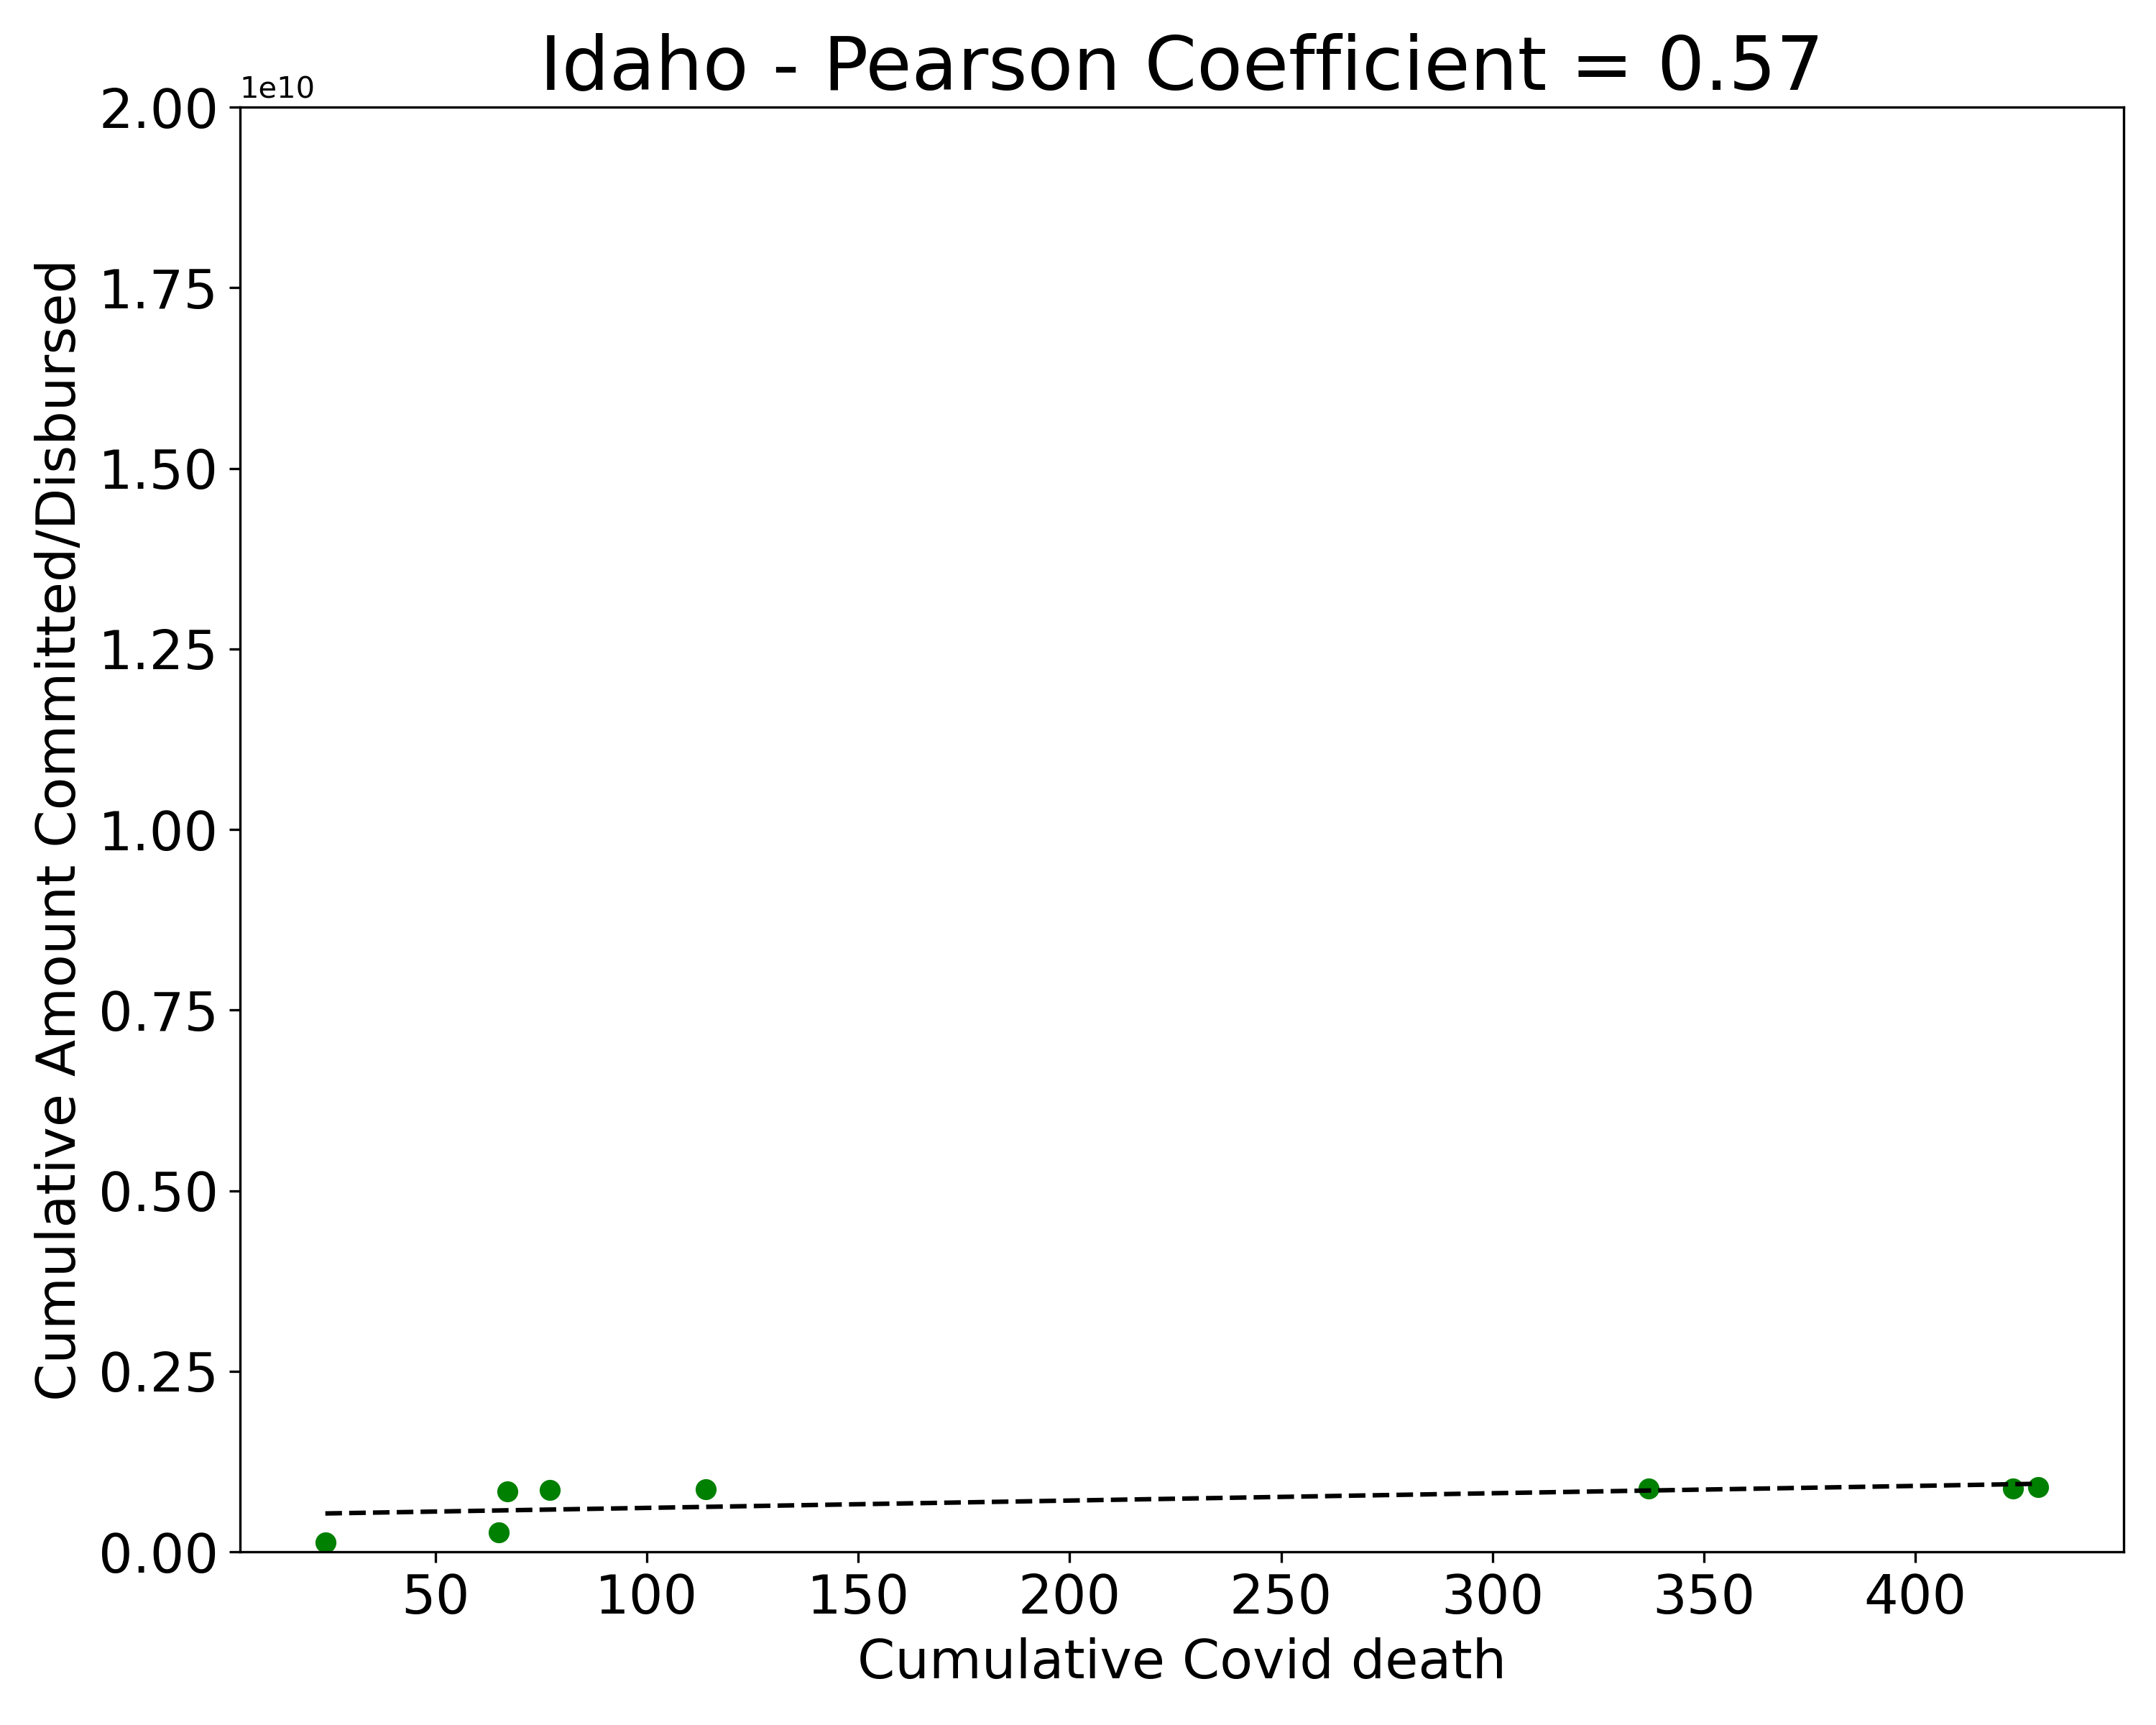 Idaho - Pearson Coefficient = 0.57
1e10
2.00
1.75
1.50
1.25
1.00
0.75
0.50
0.25
0.00
Cumulative Amount Committed/Disbursed
50 100 150 200 250 300 350 400
Cumulative Covid death